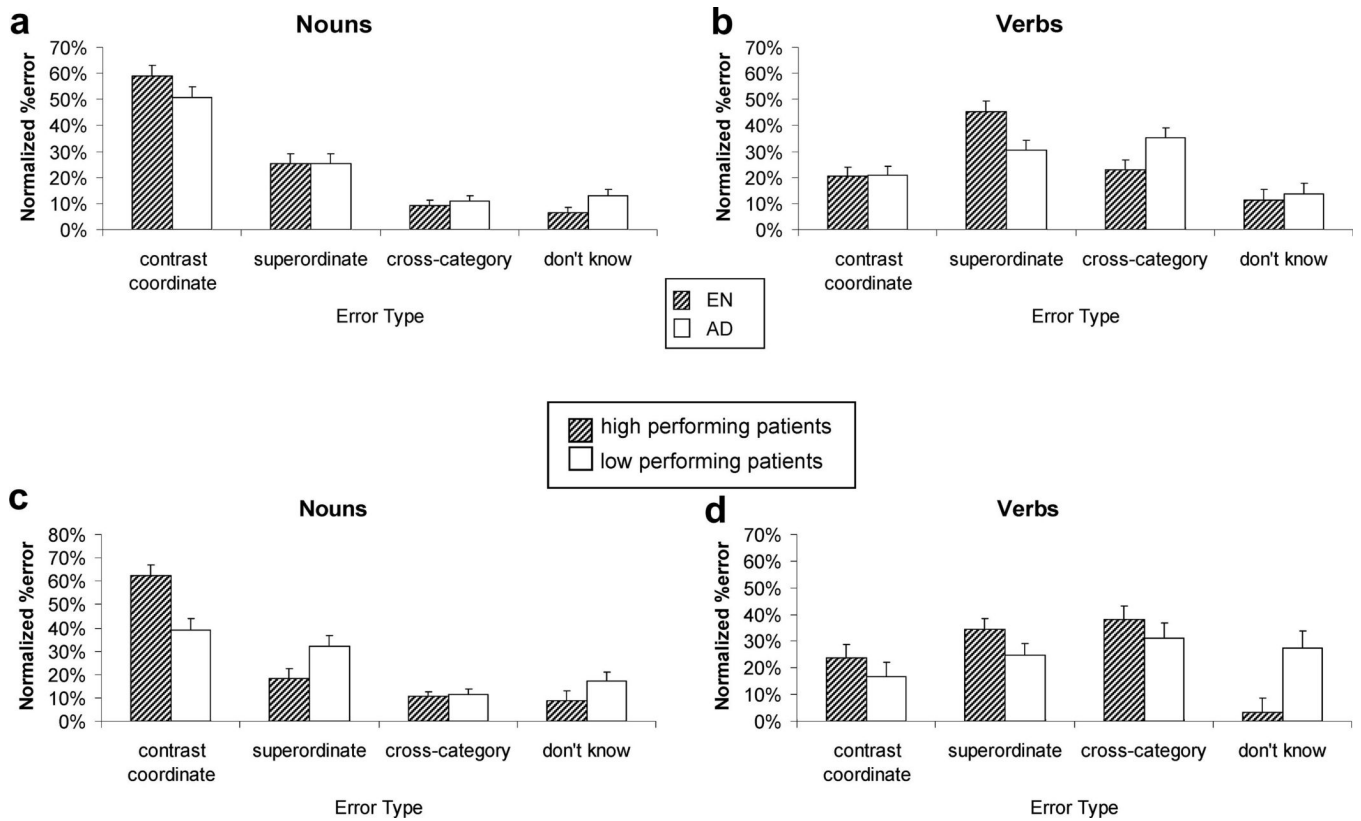 a
Nouns
Normalized %error
70%
60%
50%
40%
30%
20%
10%
0%
contrast coordinate
superordinate
cross-category
don't know
Error Type
b
Verbs
Normalized %error
70%
60%
50%
40%
30%
20%
10%
0%
contrast coordinate
superordinate
cross-category
don't know
Error Type
EN
AD
high performing patients
low performing patients
c
Nouns
Normalized %error
80%
70%
60%
50%
40%
30%
20%
10%
0%
contrast
coordinate
superordinate
cross-category
don't know
Error Type
d
Verbs
Normalized %error
70%
60%
50%
40%
30%
20%
10%
0%
contrast
coordinate
superordinate
cross-category
don't know
Error Type